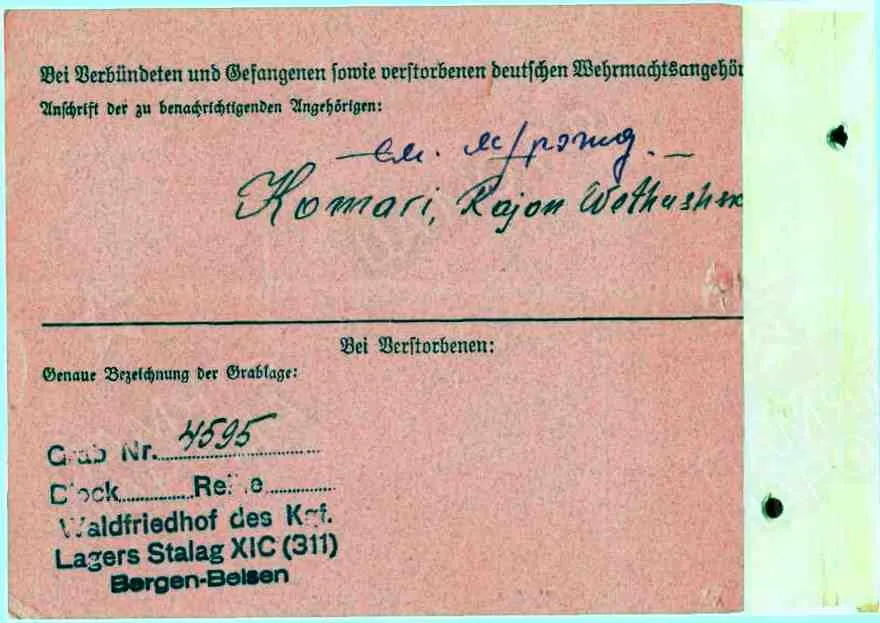 Bei Verbündeten und Gefangenen sowie verstorbenen deutschen Wehrmachtsangehör
Anschrift der zu benachrichtigenden Angehörigen:
Komari, Rajon
Bei Verstorbenen:
Genaue Bezeichnung der Grablage:
Grab Nr. 4595
Block Reihe
Waldfriedhof des Kgf.
Lagers Stalag XIC (311)
Bergen-Belsen